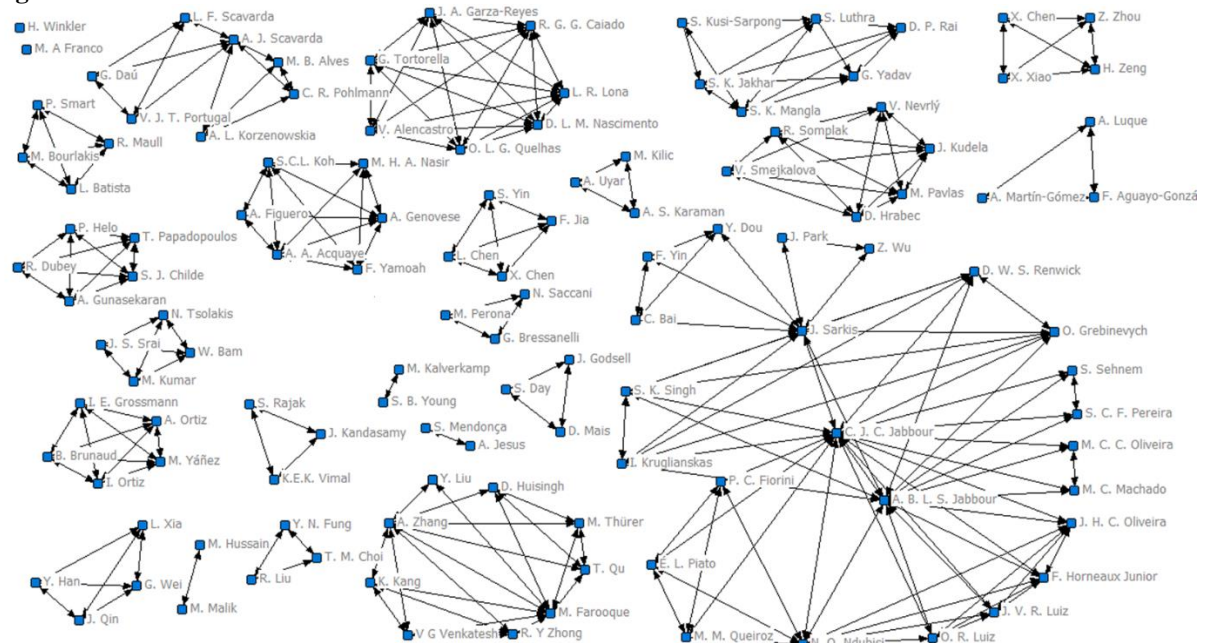 H. Winkler
M. A Franco
L. F. Scavarda
A. J. Scavarda
M. B. Alves
G. Daú
C. R. Pohlmann
V. J. T. Portugal
A. L. Korzenowskia
P. Smart
R. Maull
M. Bourlakis
L. Batista
J. A. Garza-Reyes
R. G. G. Caiado
G. Tortorella
L. R. Lona
V. Alencastro
D. L. M. Nascimento
O. L. G. Quelhas
S. Kusi-Sarpong
S. Luthra
D. P. Rai
S. K. Jakhar
G. Yadav
S. K. Mangla
X. Chen
Z. Zhou
X. Xiao
H. Zeng
V. Nevrlý
R. Somplak
J. Kudela
V. Smejkalova
M. Pavlas
D. Hrabec
A. Luque
A. Martín-Gómez
F. Aguayo-Gonzá
S.C.L. Koh
M. H. A. Nasir
A. Figuero
A. Genovese
A. A. Acquaye
F. Yamoah
M. Kilic
A. Uyar
A. S. Karaman
S. Yin
F. Jia
L. Chen
X. Chen
P. Helo
T. Papadopoulos
R. Dubey
S. J. Childe
A. Gunasekaran
N. Tsolakis
J. S. Srai
W. Bam
M. Kumar
N. Saccani
M. Perona
G. Bressanelli
Y. Dou
J. Park
Z. Wu
F. Yin
C. Bai
J. Sarkis
D. W. S. Renwick
O. Grebinevych
S. K. Singh
S. Sehnem
S. C. F. Pereira
C. J. C. Jabbour
M. C. C. Oliveira
I. Kruglianskas
P. C. Fiorini
A. B. L. S. Jabbour
M. C. Machado
J. H. C. Oliveira
É. L. Piato
F. Horneaux Junior
J. V. R. Luiz
M. M. Queiroz
N. O. Ndubisi
O. R. Luiz
M. Kalverkamp
S. B. Young
J. Godsell
S. Day
D. Mais
I. E. Grossmann
A. Ortiz
B. Brunaud
M. Yáñez
I. Ortiz
S. Rajak
J. Kandasamy
K.E.K. Vimal
S. Mendonça
A. Jesus
Y. Liu
D. Huisingh
A. Zhang
M. Thürer
T. Qu
K. Kang
M. Farooque
V G Venkatesh
R. Y Zhong
L. Xia
Y. Han
G. Wei
J. Qin
M. Hussain
M. Malik
Y. N. Fung
T. M. Choi
R. Liu